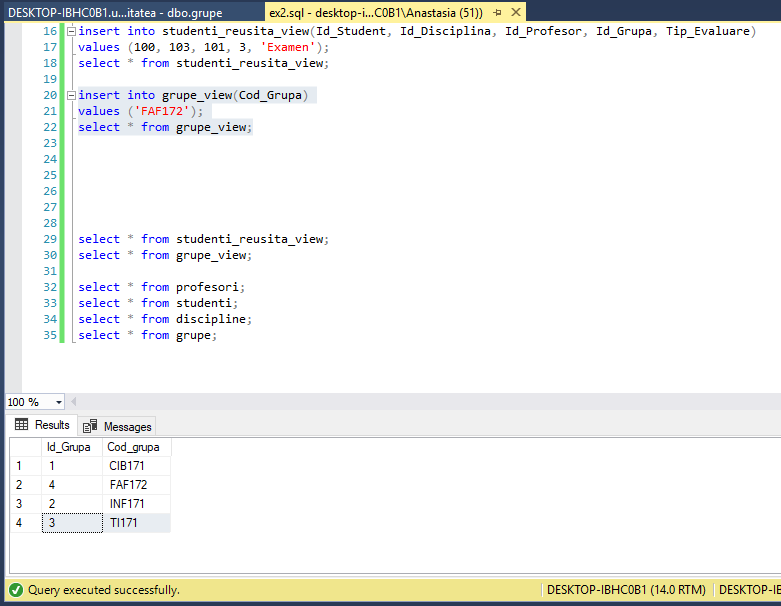 DESKTOP-IBHC0B1.u...itatea - dbo.grupe
ex2.sql - desktop-i...C0B1\Anastasia (51))
16 insert into studenti_reusita_view(Id_Student, Id_Disciplina, Id_Profesor, Id_Grupa, Tip_Evaluare)
17 values (100, 103, 101, 3, 'Examen');
18 select * from studenti_reusita_view;
19
20 insert into grupe_view(Cod_Grupa)
21 values ('FAF172');
22 select * from grupe_view;
23
24
25
26
27
28
29 select * from studenti_reusita_view;
30 select * from grupe_view;
31
32 select * from profesori;
33 select * from studenti;
34 select * from discipline;
35 select * from grupe;
100 %
Results Messages
Id_Grupa Cod_grupa
1 1 CIB171
2 4 FAF172
3 2 INF171
4 3 TI171
Query executed successfully. DESKTOP-IBHC0B1 (14.0 RTM) DESKTOP-IB